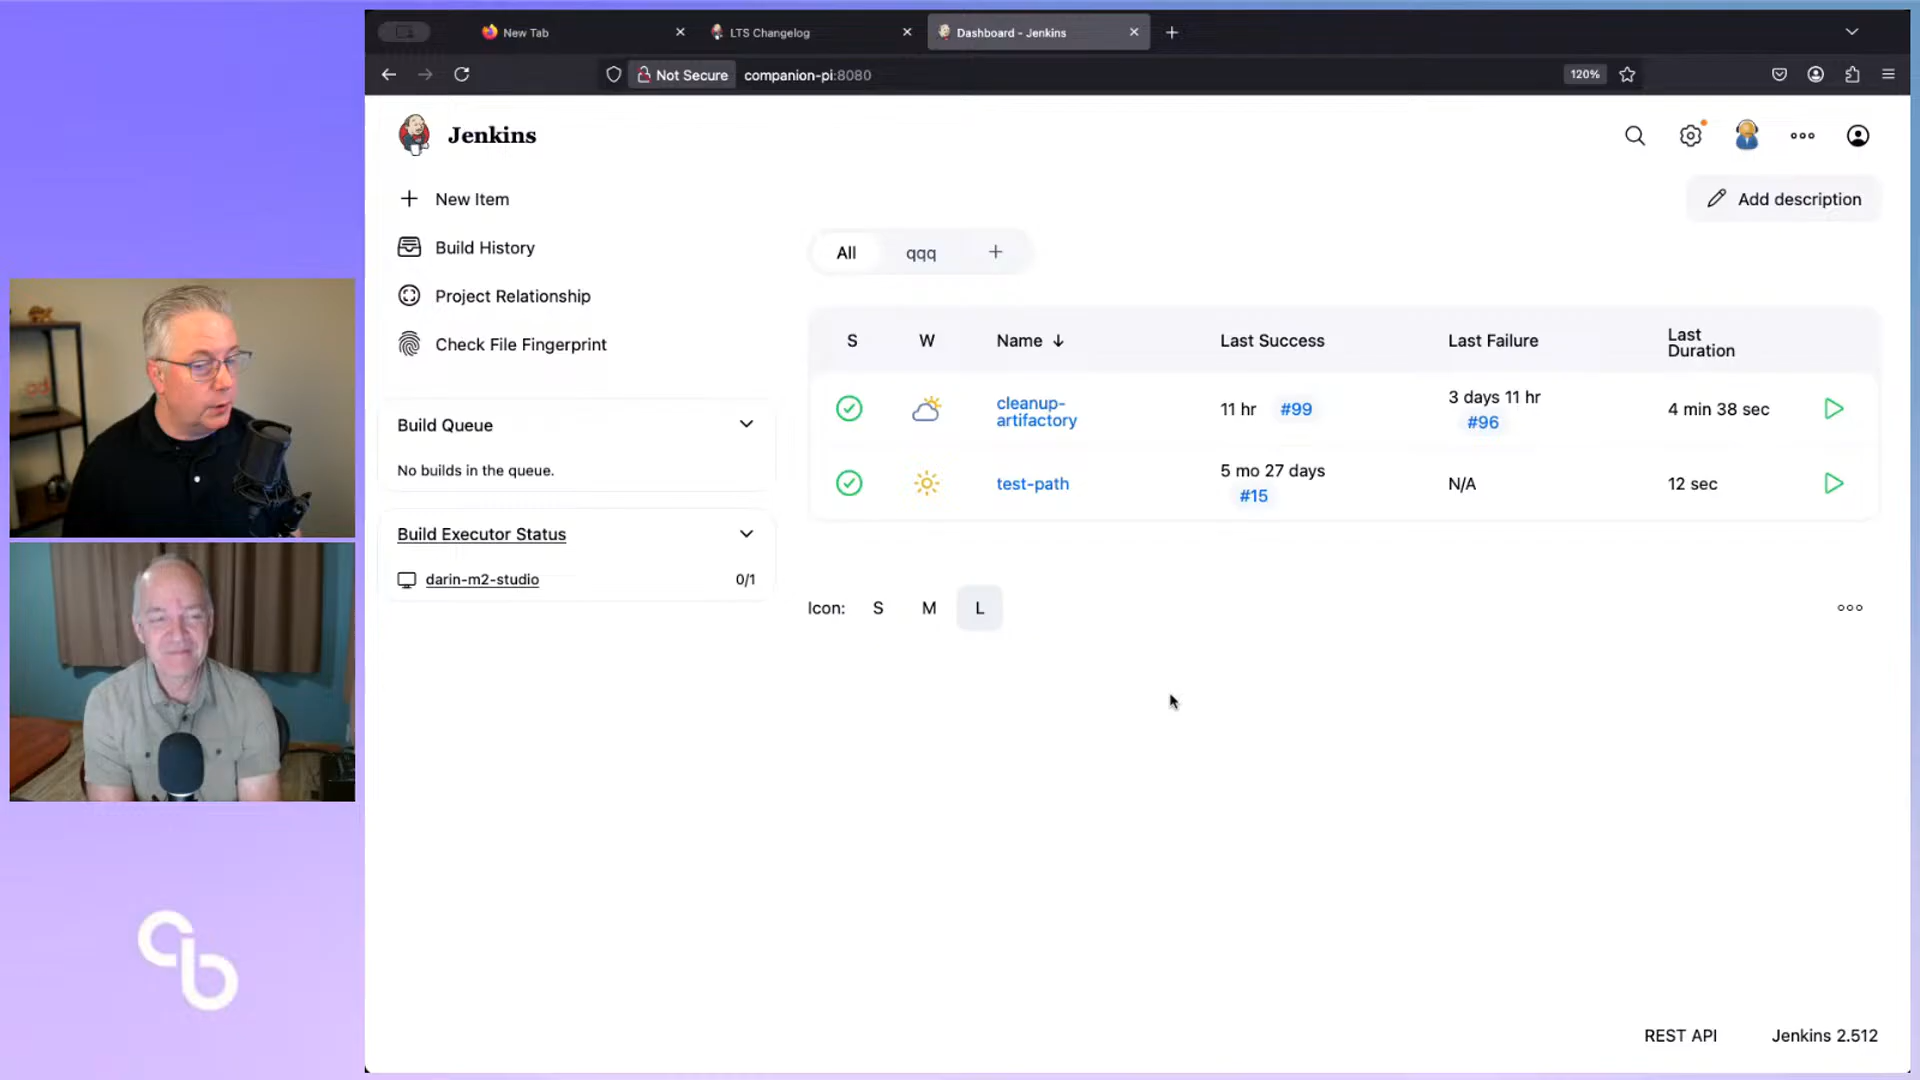 New Tab
LTS Changelog
Dashboard - Jenkins
Not Secure
companion-pi:8080
120%
Jenkins
New Item
Build History
Project Relationship
Check File Fingerprint
Build Queue
No builds in the queue.
Build Executor Status
darin-m2-studio 0/1
Add description
All qqq +
S W Name ↓ Last Success Last Failure Last
Duration
cleanup-
artifactory
11 hr #99
3 days 11 hr
#96
4 min 38 sec
test-path
5 mo 27 days
#15
N/A
12 sec
Icon: S M L
REST API Jenkins 2.512
cb